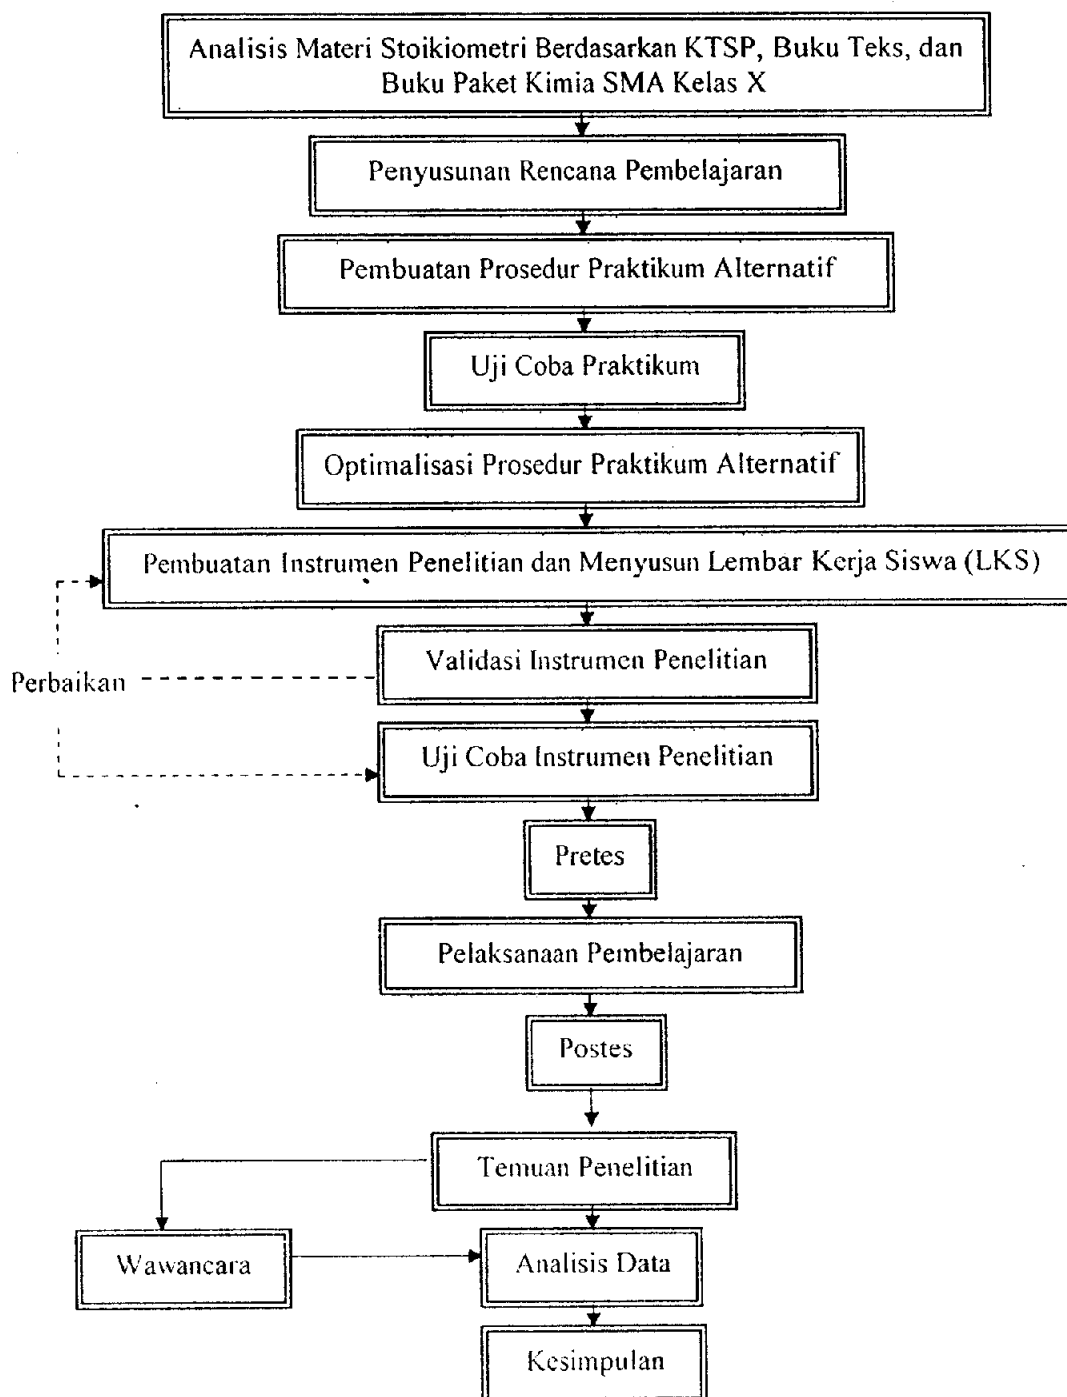 Analisis Materi Stoikiometri Berdasarkan KTSP, Buku Teks, dan
Buku Paket Kimia SMA Kelas X
Penyusunan Rencana Pembelajaran
Pembuatan Prosedur Praktikum Alternatif
Uji Coba Praktikum
Optimalisasi Prosedur Praktikum Alternatif
Pembuatan Instrumen Penelitian dan Menyusun Lembar Kerja Siswa (LKS)
Validasi Instrumen Penelitian
Perbaikan
Uji Coba Instrumen Penelitian
Pretes
Pelaksanaan Pembelajaran
Postes
Temuan Penelitian
Wawancara
Analisis Data
Kesimpulan